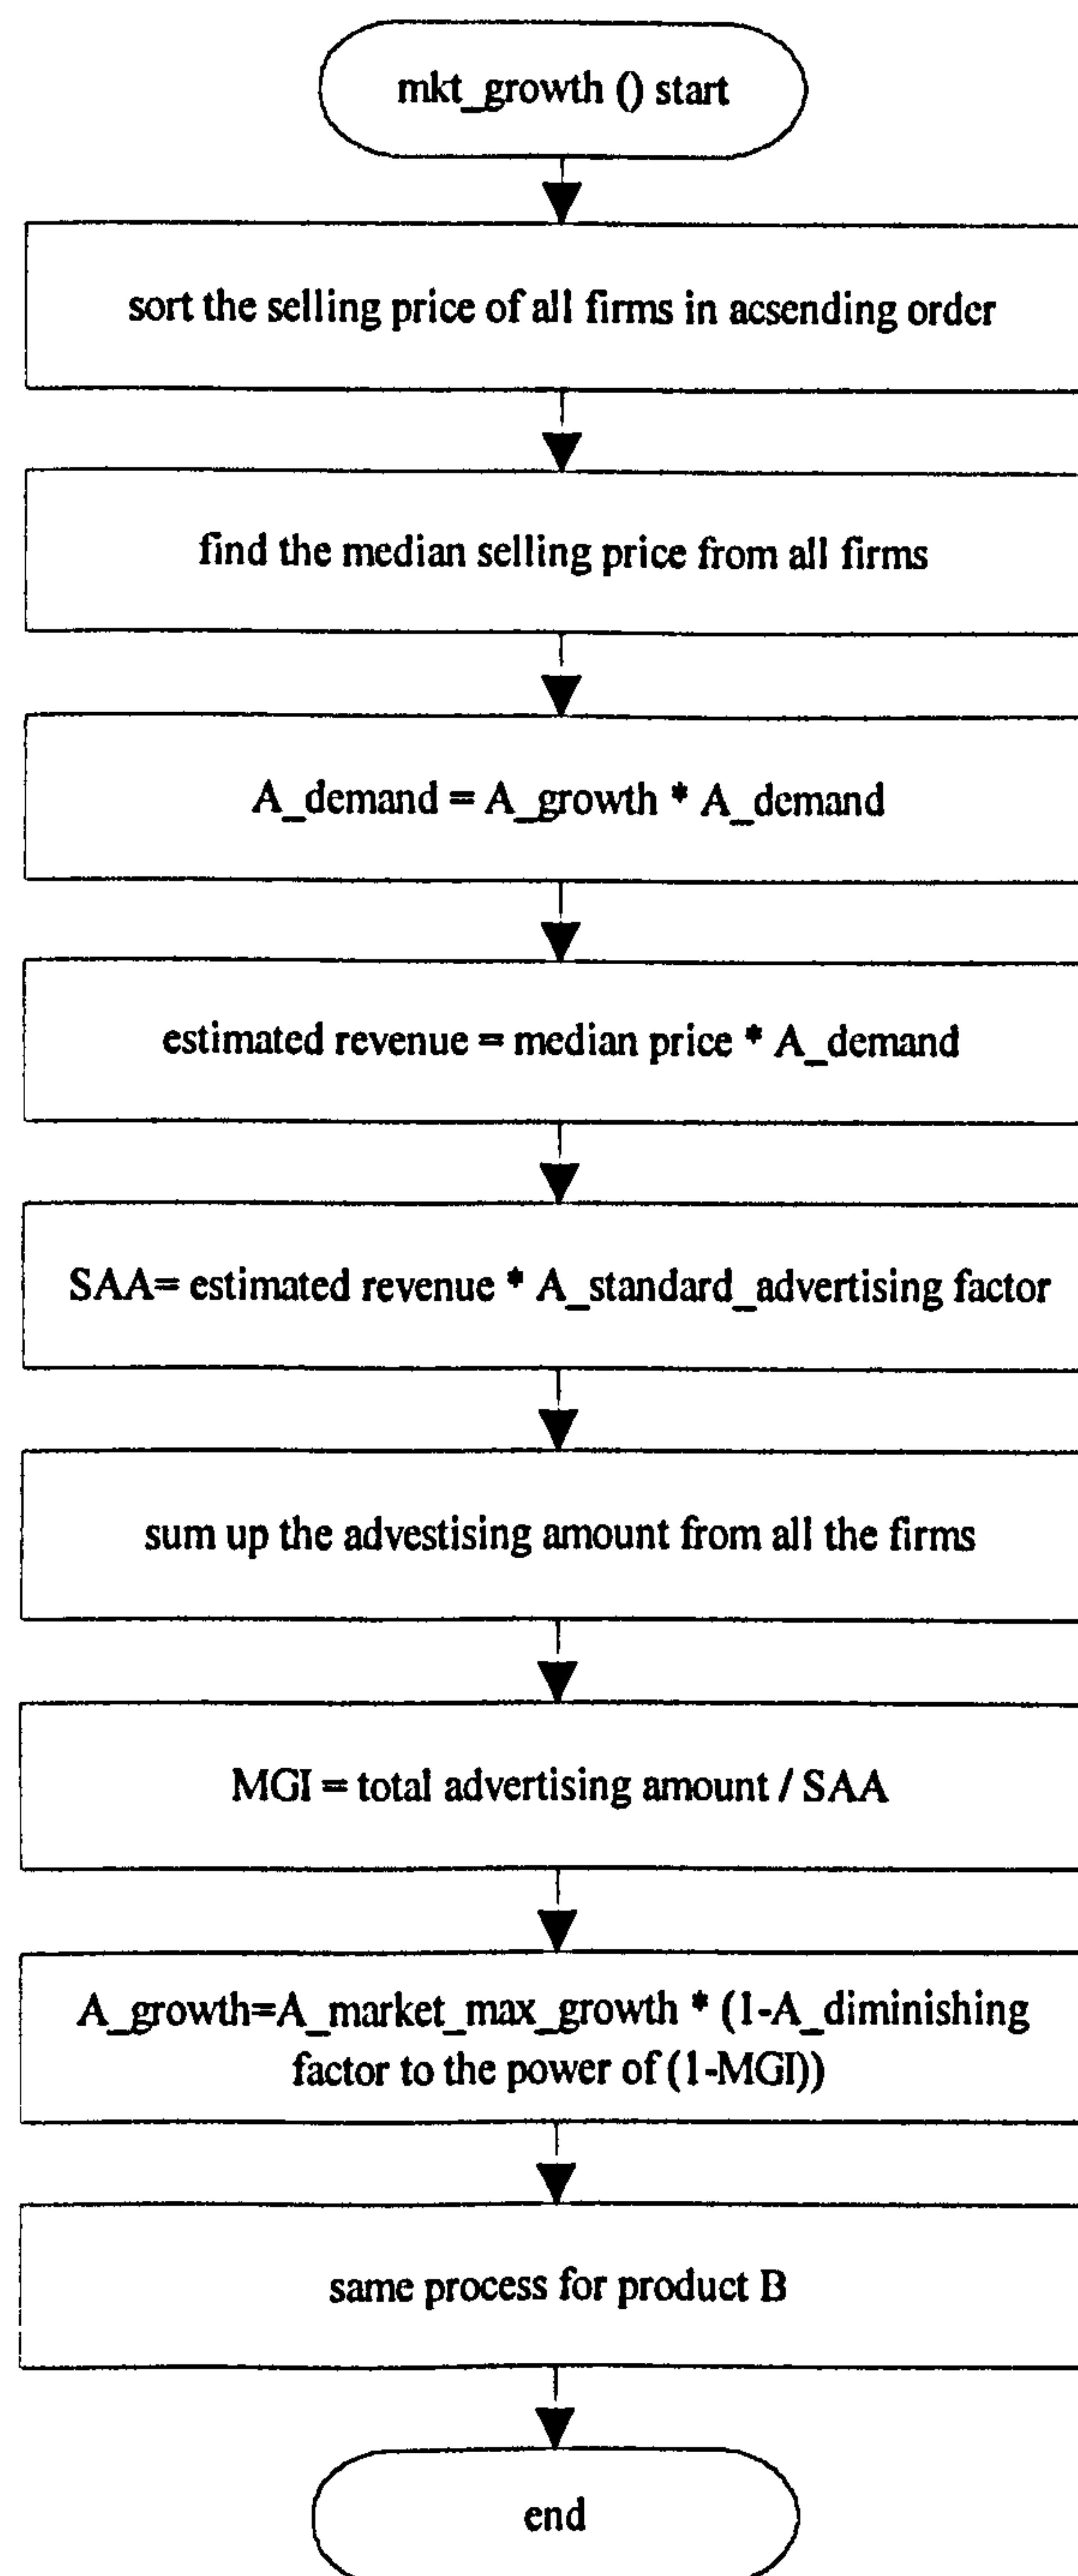 mkt_growth () start
sort the selling price of all firms in acsending order
find the median selling price from all firms
A_demand = A_growth * A_demand
estimated revenue = median price * A_demand
SAA= estimated revenue * A_standard_advertising factor
sum up the advestising amount from all the firms
MGI = total advertising amount / SAA
A_growth=A_market_max_growth * (1-A_diminishing
factor to the power of (1-MGI))
same process for product B
end